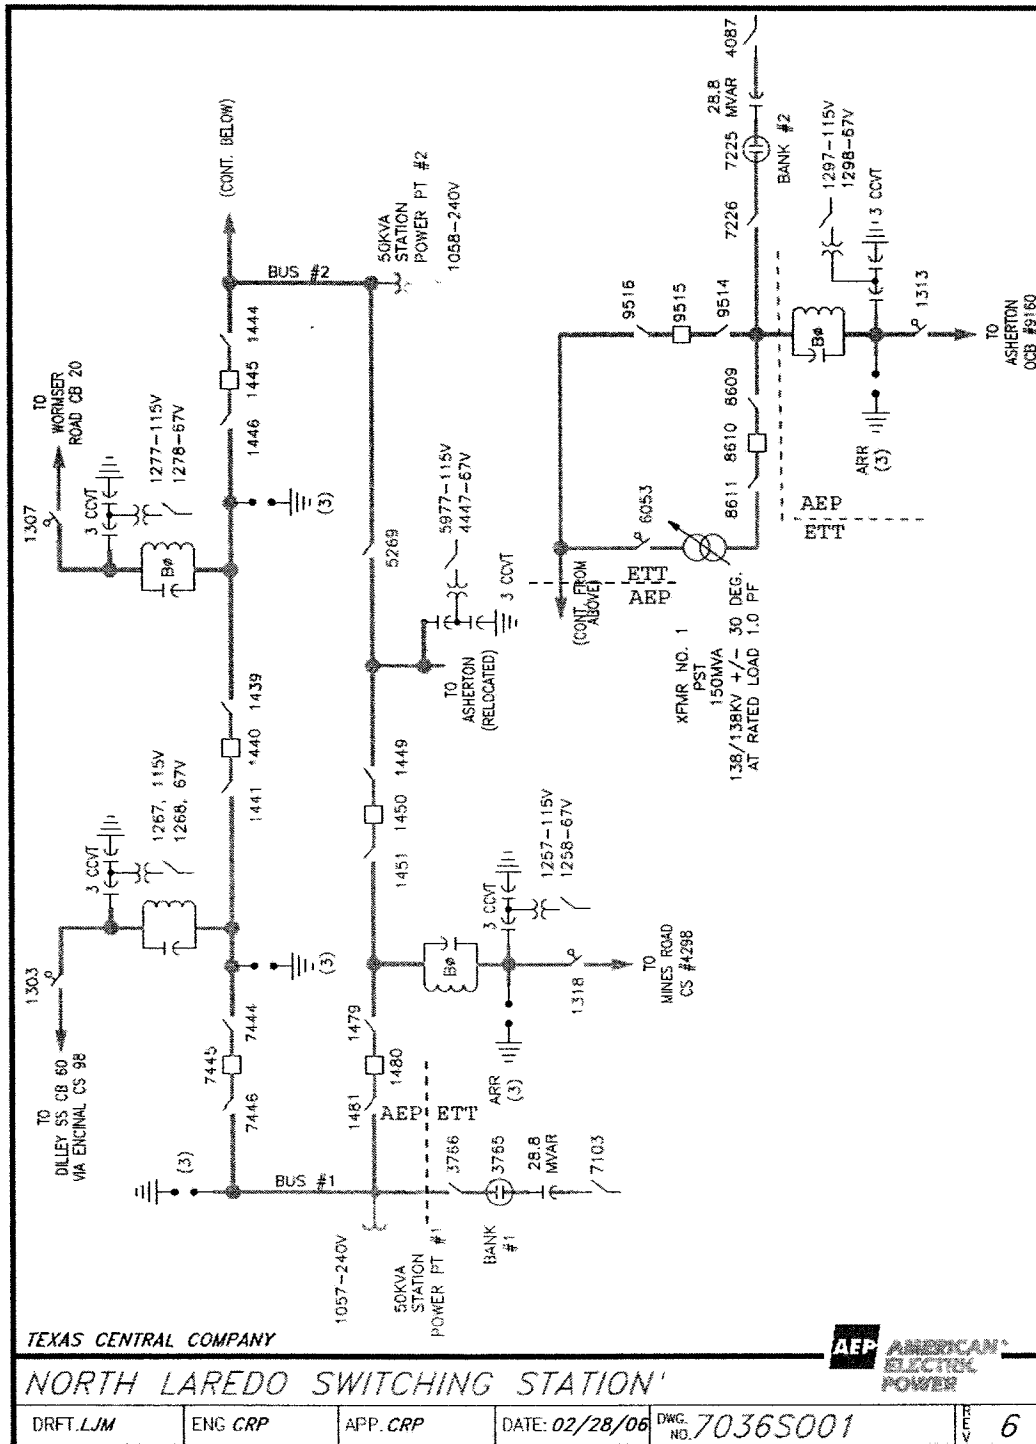 4087
28.8
MVAR
7225
BANK #2
7226
1297-115V
1298-67V
3 CCVT
1313
TO
ASHERTON
OCB #9160
9516
9515
9514
BØ
8609
8610
8611
ARR
(3)
AEP
ETT
6053
ETT
AEP
(CONT. FROM
ABOVE)
XFMR NO. 1
PST
150MVA
138/138KV +/- 30 DEG.
AT RATED LOAD 1.0 PF
(CONT. BELOW)
BUS #2
50KVA
STATION
POWER PT #2
1058-240V
1444
1445
1446
TO
WORMSER
ROAD CB 20
1307
3 CCVT
1277-115V
1278-67V
BØ
(3)
5269
5977-115V
4447-67V
3 CCVT
TO
ASHERTON
(RELOCATED)
1439
1440
1441
1449
1450
1451
1303
3 CCVT
1267, 115V
1268, 67V
(3)
TO
DILLEY SS CB 60
VIA ENCINAL CS 98
7444
7445
7446
1479
1480
1481
BØ
3 CCVT
1257-115V
1258-67V
1318
TO
MINES ROAD
CS #4298
ARR
(3)
AEP ETT
(3)
BUS #1
3766
3765
28.8
MVAR
7103
BANK
#1
1057-240V
50KVA
STATION
POWER PT #1
TEXAS CENTRAL COMPANY
AEP AMERICAN
ELECTRIC
POWER
NORTH LAREDO SWITCHING STATION'
DRFT. LJM ENG CRP APP. CRP DATE: 02/28/06 DWG. NO. 7036S001 REV 6